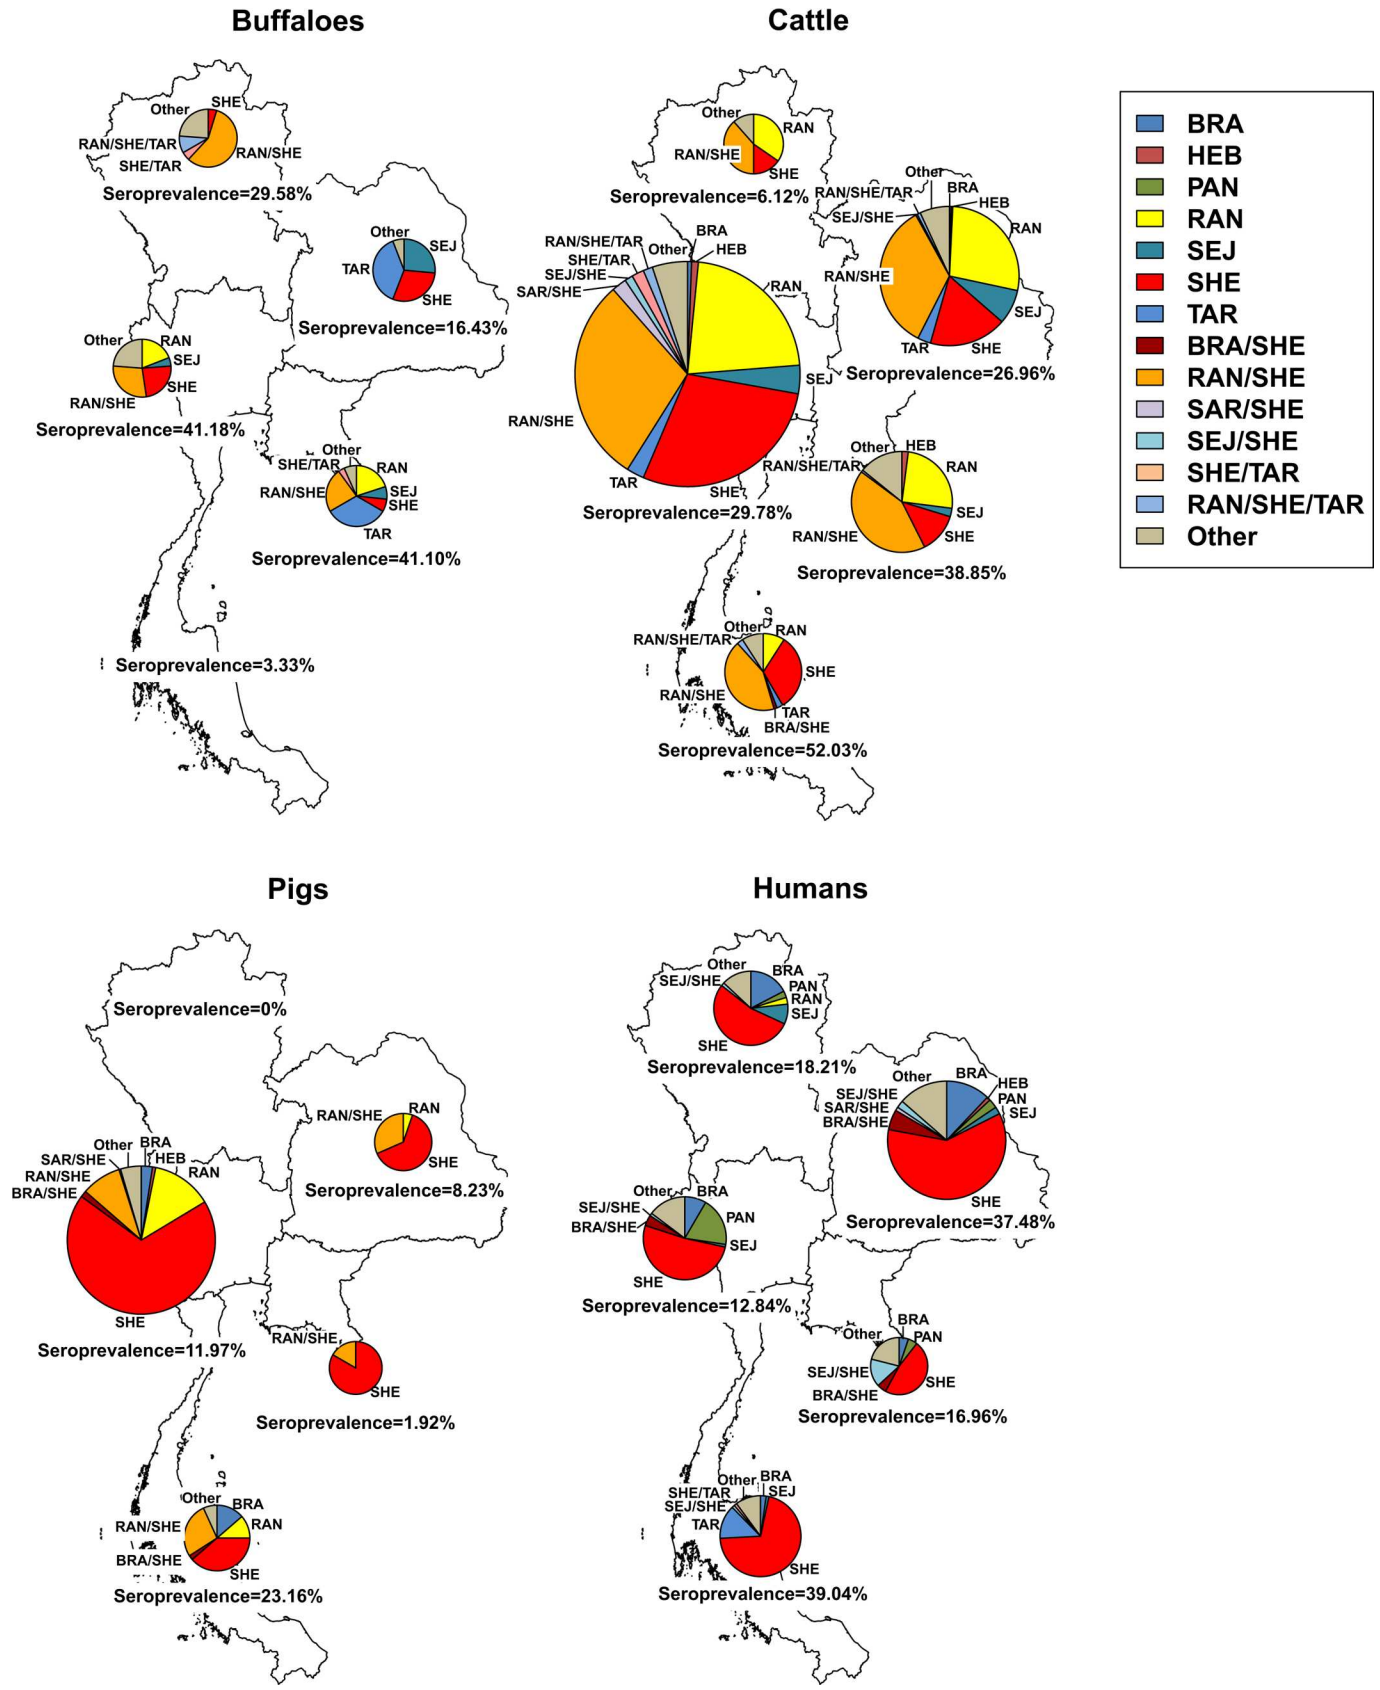 Buffaloes
Other
SHE
RAN/SHE/TAR
SHE/TAR
RAN/SHE
Seroprevalence=29.58%
Other
SEJ
TAR
SHE
Seroprevalence=16.43%
Other
RAN
SEJ
SHE
RAN/SHE
Seroprevalence=41.18%
Other
SHE/TAR
RAN
RAN/SHE
SEJ
SHE
TAR
Seroprevalence=41.10%
Seroprevalence=3.33%
Cattle
Other
RAN
RAN/SHE
SHE
Seroprevalence=6.12%
Other
RAN/SHE/TAR
BRA
SEJ/SHE
HEB
RAN
RAN/SHE
SEJ
TAR
SHE
Seroprevalence=26.96%
BRA
RAN/SHE/TAR
Other
HEB
SHE/TAR
SEJ/SHE
SAR/SHE
RAN
SEJ
RAN/SHE
TAR
SHE
Seroprevalence=29.78%
Other
HEB
RAN/SHE/TAR
RAN
SEJ
RAN/SHE
SHE
Seroprevalence=38.85%
Other
RAN
RAN/SHE/TAR
SHE
RAN/SHE
TAR
BRA/SHE
Seroprevalence=52.03%
BRA
HEB
PAN
RAN
SEJ
SHE
TAR
BRA/SHE
RAN/SHE
SAR/SHE
SEJ/SHE
SHE/TAR
RAN/SHE/TAR
Other
Pigs
Seroprevalence=0%
RAN/SHE
RAN
SHE
Seroprevalence=8.23%
Other
BRA
SAR/SHE
HEB
RAN/SHE
RAN
BRA/SHE
SHE
Seroprevalence=11.97%
RAN/SHE
SHE
Seroprevalence=1.92%
Other
BRA
RAN/SHE
RAN
BRA/SHE
SHE
Seroprevalence=23.16%
Humans
Other
BRA
SEJ/SHE
PAN
RAN
SEJ
SHE
Seroprevalence=18.21%
Other
BRA
HEB
SEJ/SHE
PAN
SAR/SHE
SEJ
BRA/SHE
SHE
Seroprevalence=37.48%
Other
BRA
SEJ/SHE
PAN
BRA/SHE
SEJ
SHE
Seroprevalence=12.84%
BRA
Other
PAN
SEJ/SHE
SHE
BRA/SHE
Seroprevalence=16.96%
Other
BRA
SHE/TAR
SEJ
SEJ/SHE
TAR
SHE
Seroprevalence=39.04%